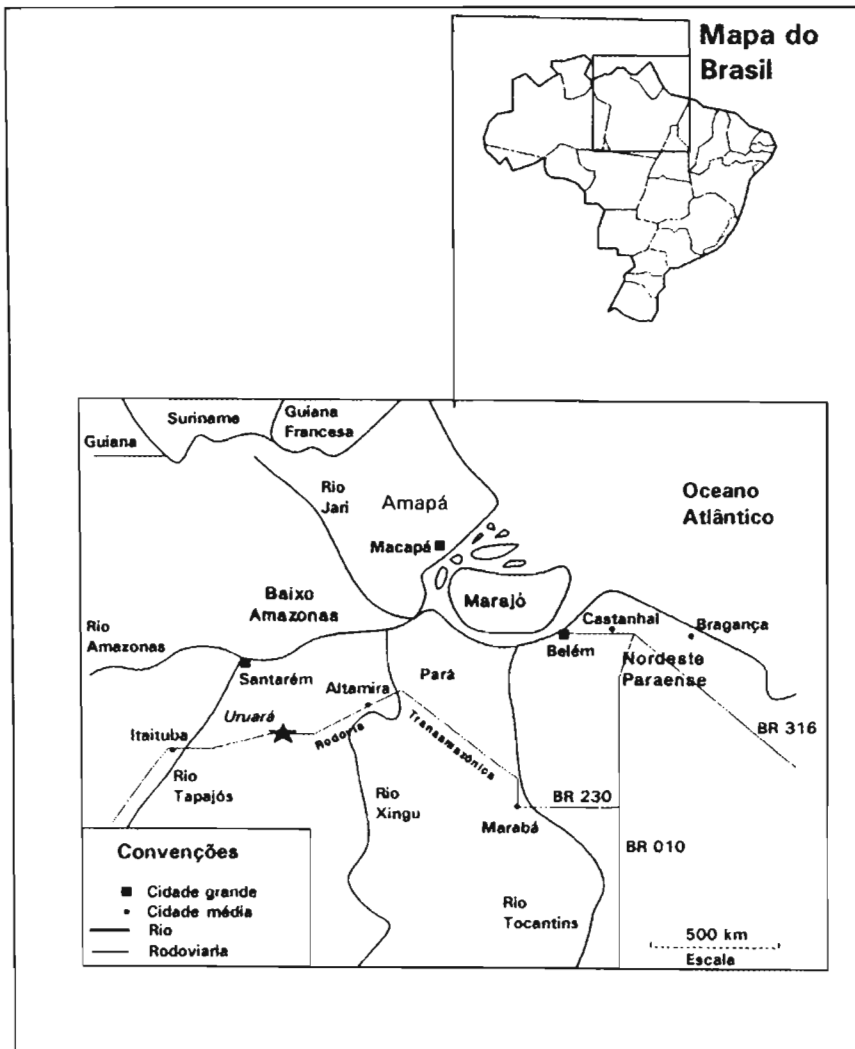 Mapa do
Brasil
Suriname
Guiana
Francesa
Guiana
Rio
Jari
Amapá
Oceano
Atlântico
Macapá
Baixo
Amazonas
Marajó
Rio
Amazonas
Castanhal
Bragança
Belém
Nordeste
Paraense
Santarém
Altamira
Pará
Uruará
Itaituba
Rodovia
Transamazônica
BR 316
Rio
Tapajós
Rio
Xingu
BR 230
Marabá
BR 010
Convenções
Cidade grande
Cidade média
Rio
Rodoviaria
Rio
Tocantins
500 km
Escala